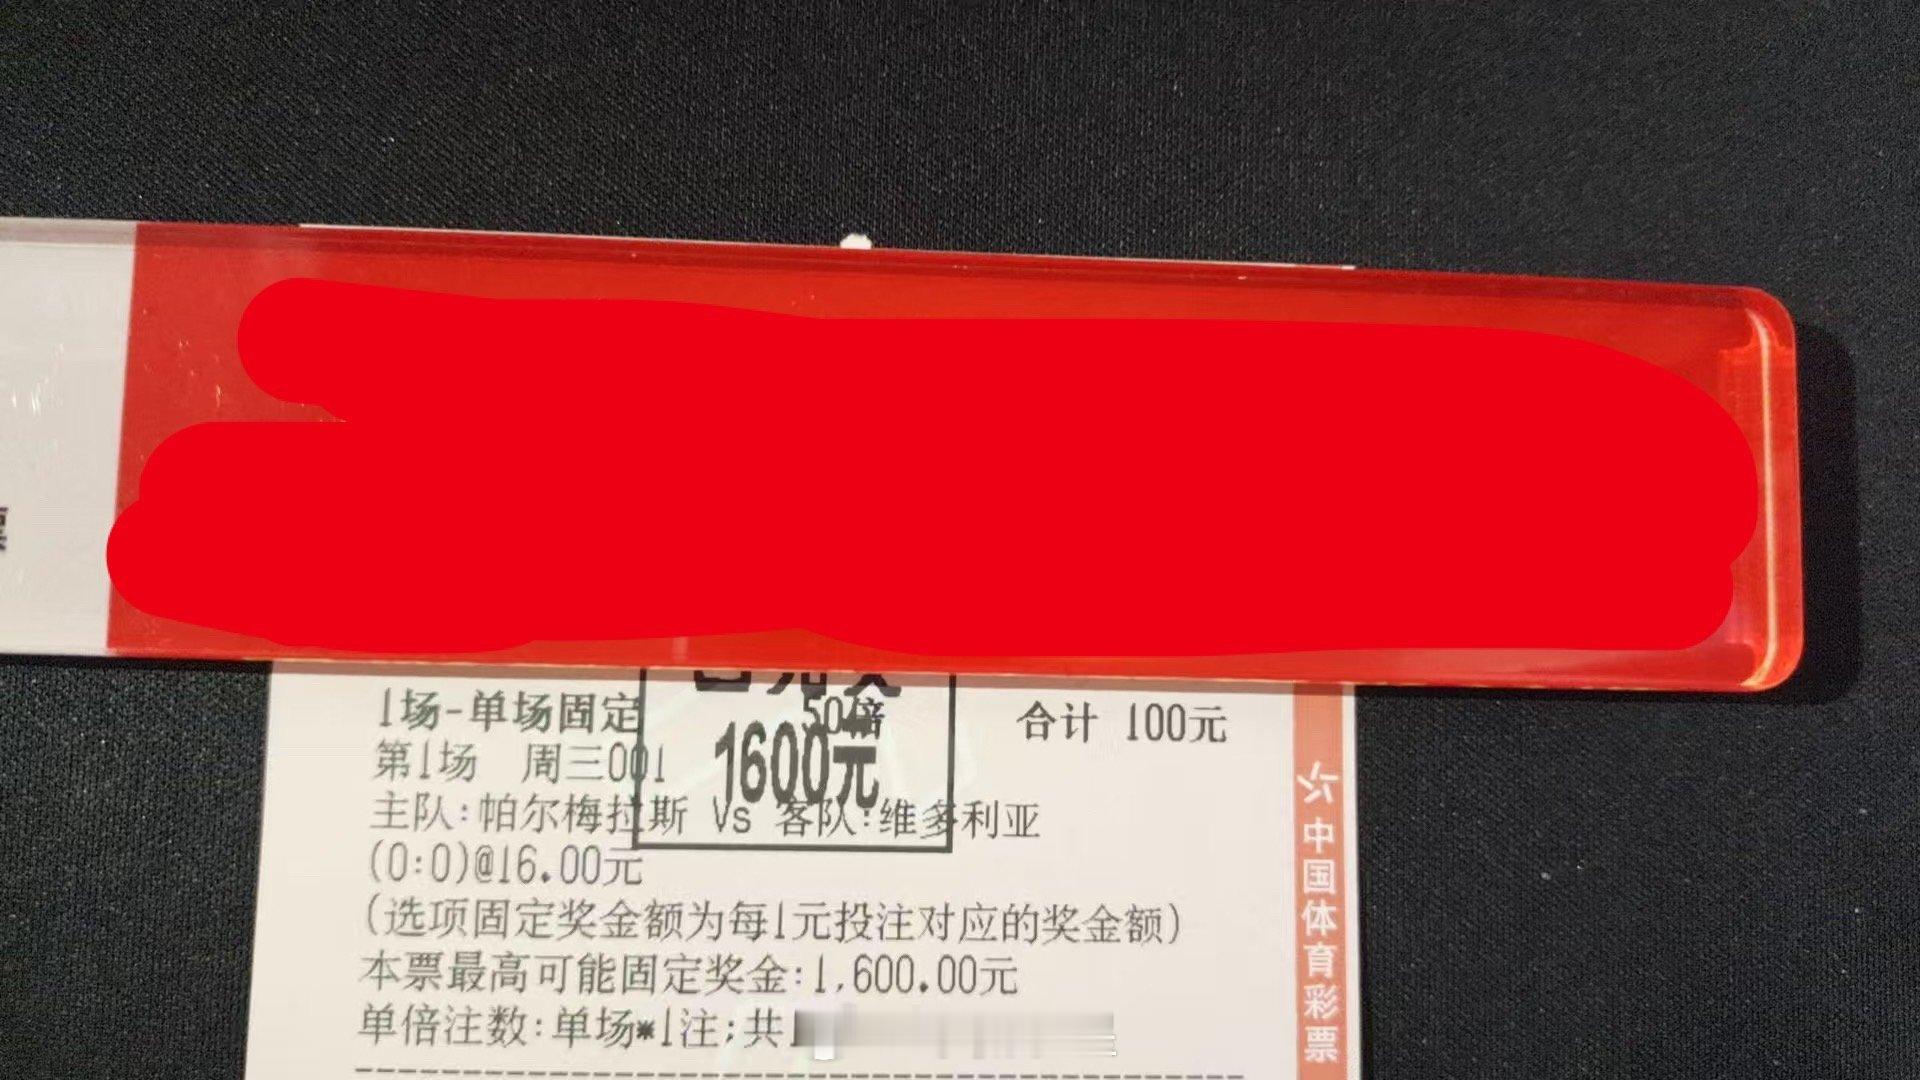 票
1场-单场固定
50倍
合计 100元
1600元
第1场 周三001
主队:帕尔梅拉斯 Vs 客队:维多利亚
(0:0)@16.00元
(选项固定奖金额为每1元投注对应的奖金额)
本票最高可能固定奖金:1,600.00元
单倍注数:单场*1注;共1
中国体育彩票